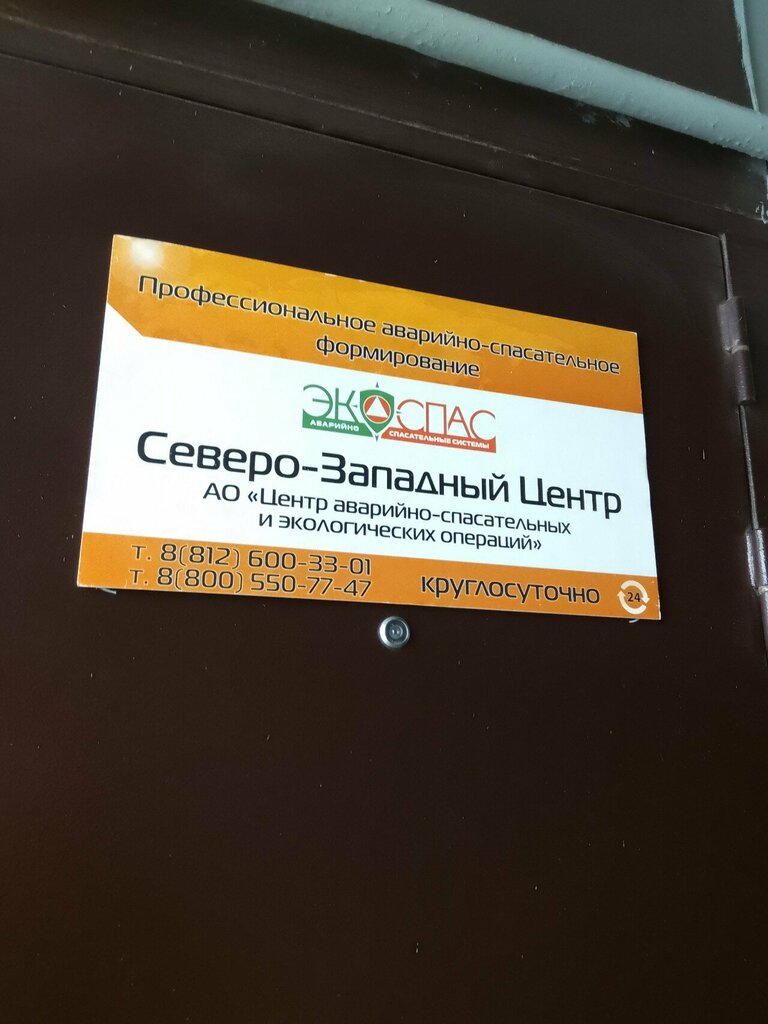 Профессиональное аварийно-спасательное
формирование
ЭКОСПАС
АВАРИЙНО
СПАСАТЕЛЬНЫЕ СИСТЕМЫ
Северо-Западный Центр
АО «Центр аварийно-спасательных
и экологических операций»
т. 8(812) 600-33-01
т. 8(800) 550-77-47
круглосуточно 24